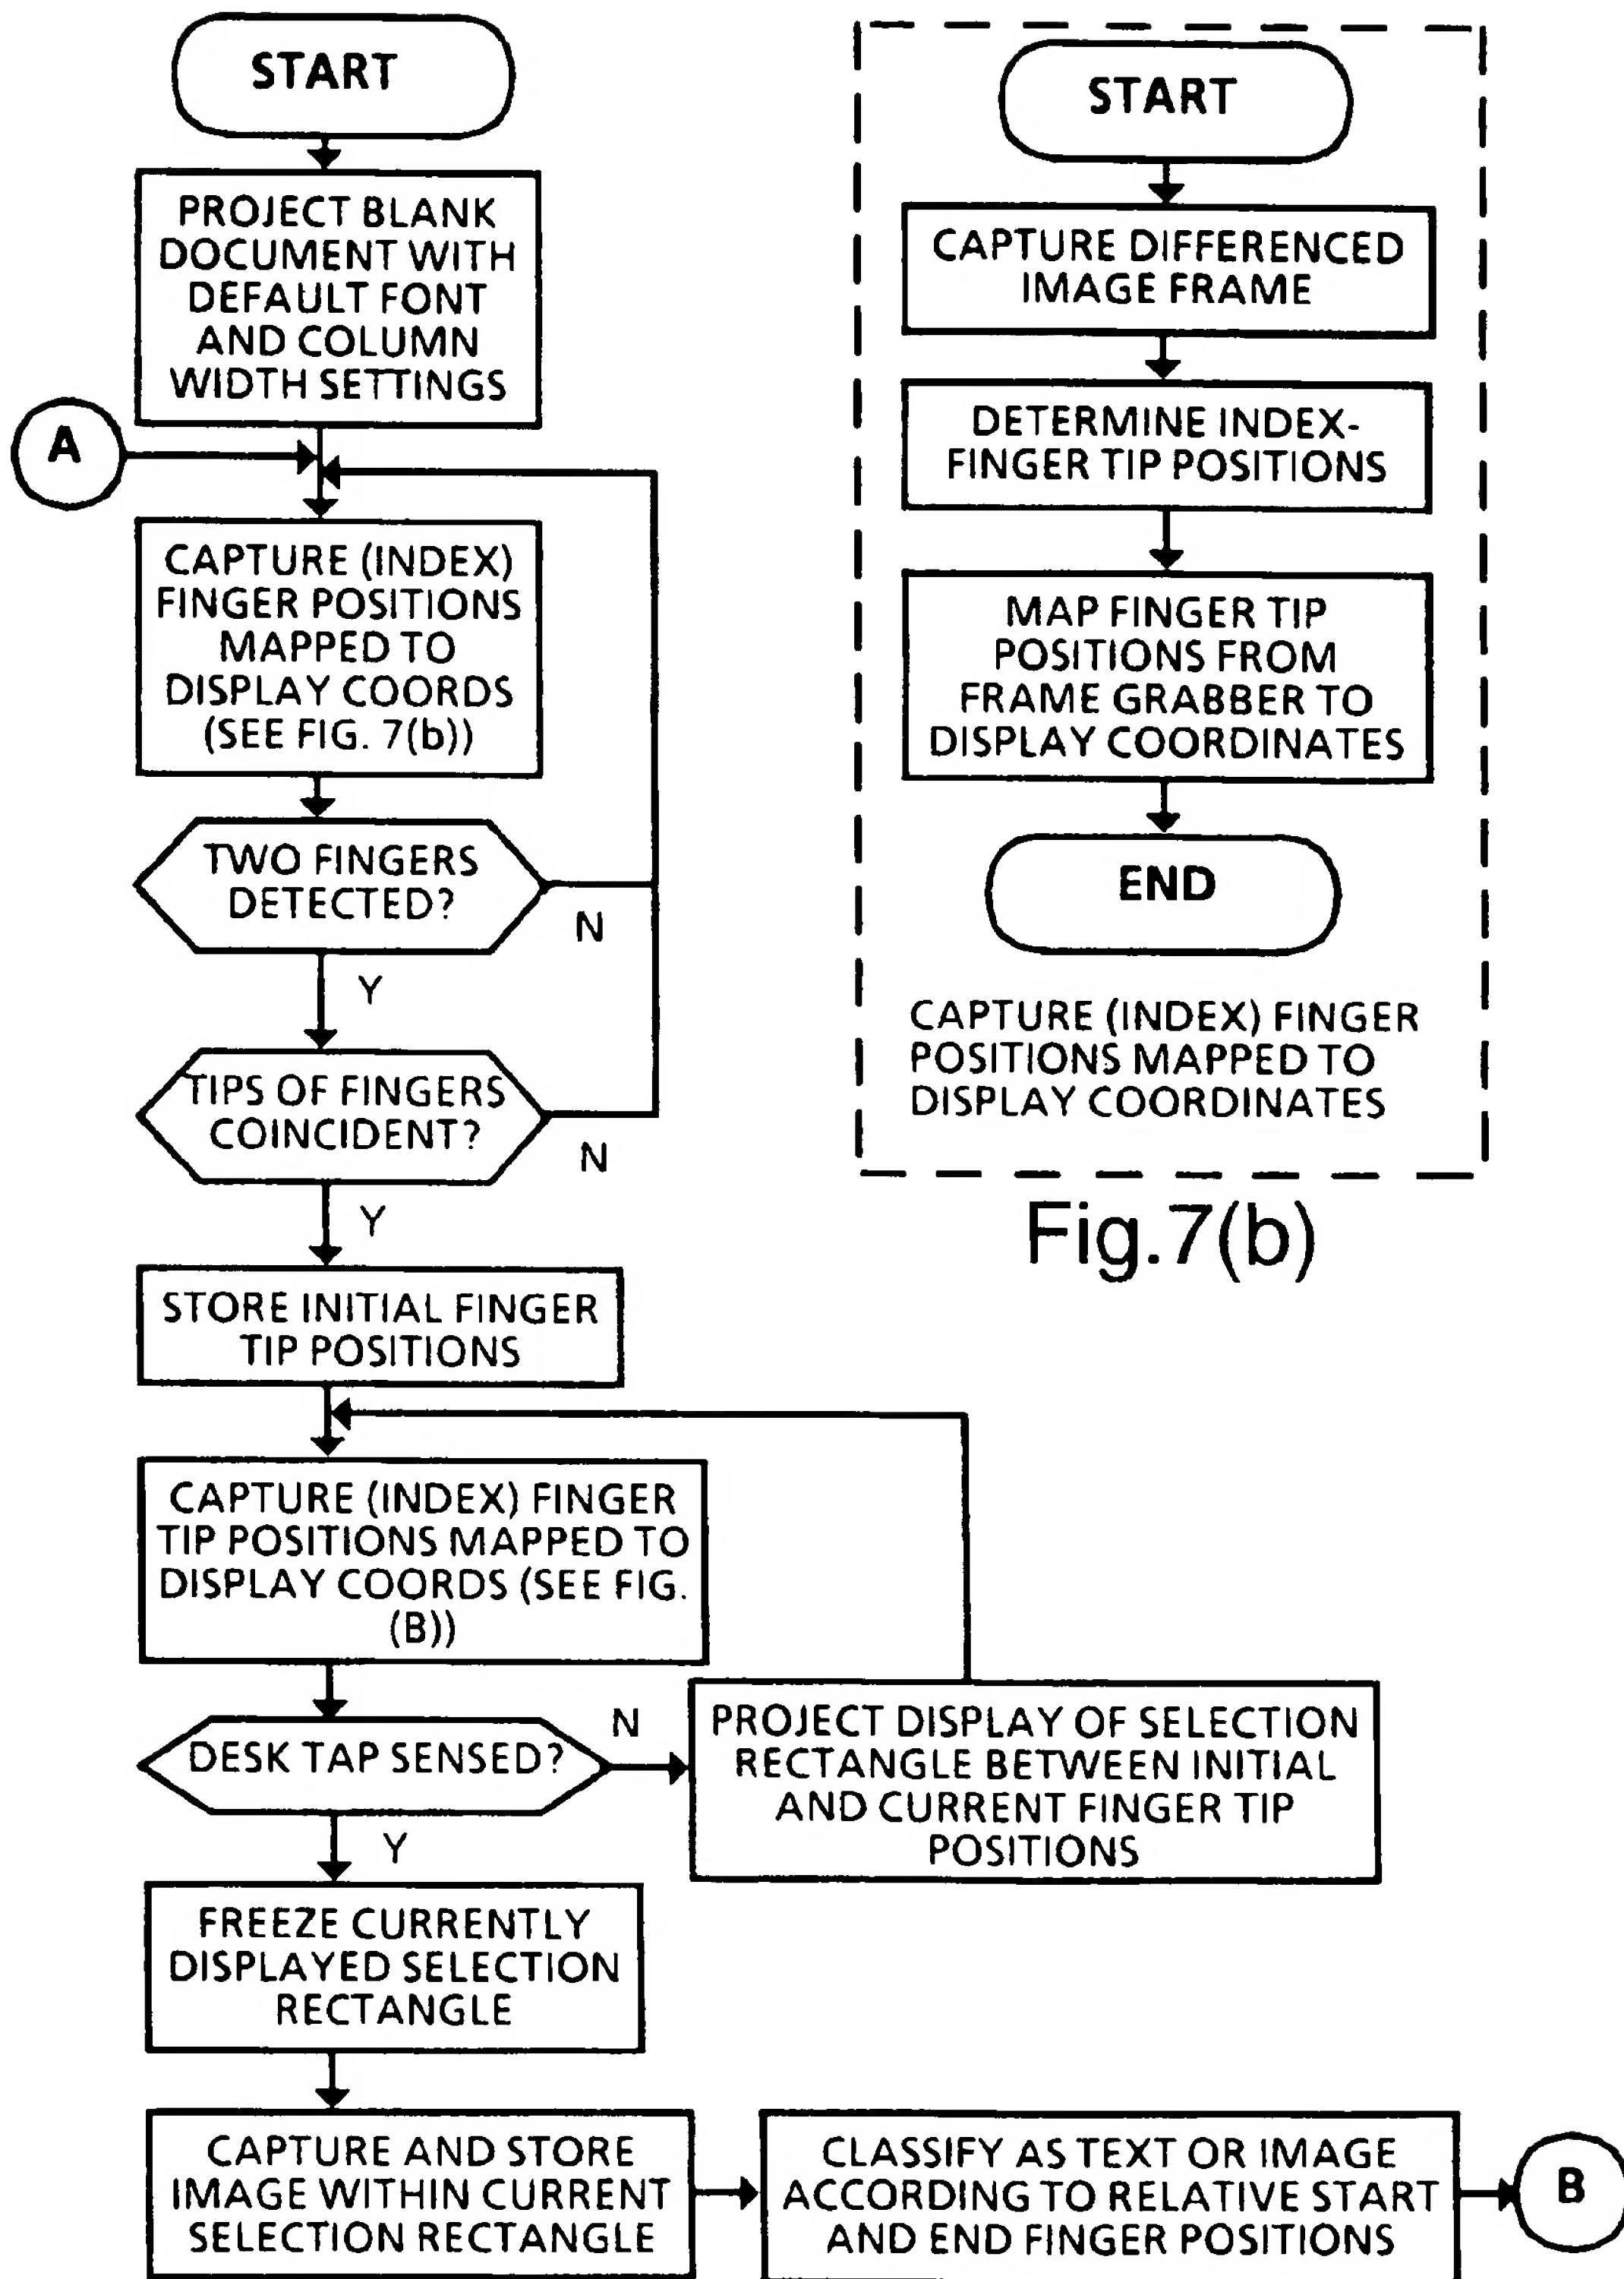 START
PROJECT BLANK
DOCUMENT WITH
DEFAULT FONT
AND COLUMN
WIDTH SETTINGS
A
CAPTURE (INDEX)
FINGER POSITIONS
MAPPED TO
DISPLAY COORDS
(SEE FIG. 7(b))
TWO FINGERS
DETECTED?
N
Y
TIPS OF FINGERS
COINCIDENT?
N
Y
STORE INITIAL FINGER
TIP POSITIONS
CAPTURE (INDEX) FINGER
TIP POSITIONS MAPPED TO
DISPLAY COORDS (SEE FIG.
(B))
DESK TAP SENSED?
N
PROJECT DISPLAY OF SELECTION
RECTANGLE BETWEEN INITIAL
AND CURRENT FINGER TIP
POSITIONS
Y
FREEZE CURRENTLY
DISPLAYED SELECTION
RECTANGLE
CAPTURE AND STORE
IMAGE WITHIN CURRENT
SELECTION RECTANGLE
CLASSIFY AS TEXT OR IMAGE
ACCORDING TO RELATIVE START
AND END FINGER POSITIONS
B
START
CAPTURE DIFFERENCED
IMAGE FRAME
DETERMINE INDEX-
FINGER TIP POSITIONS
MAP FINGER TIP
POSITIONS FROM
FRAME GRABBER TO
DISPLAY COORDINATES
END
CAPTURE (INDEX) FINGER
POSITIONS MAPPED TO
DISPLAY COORDINATES
Fig.7(b)